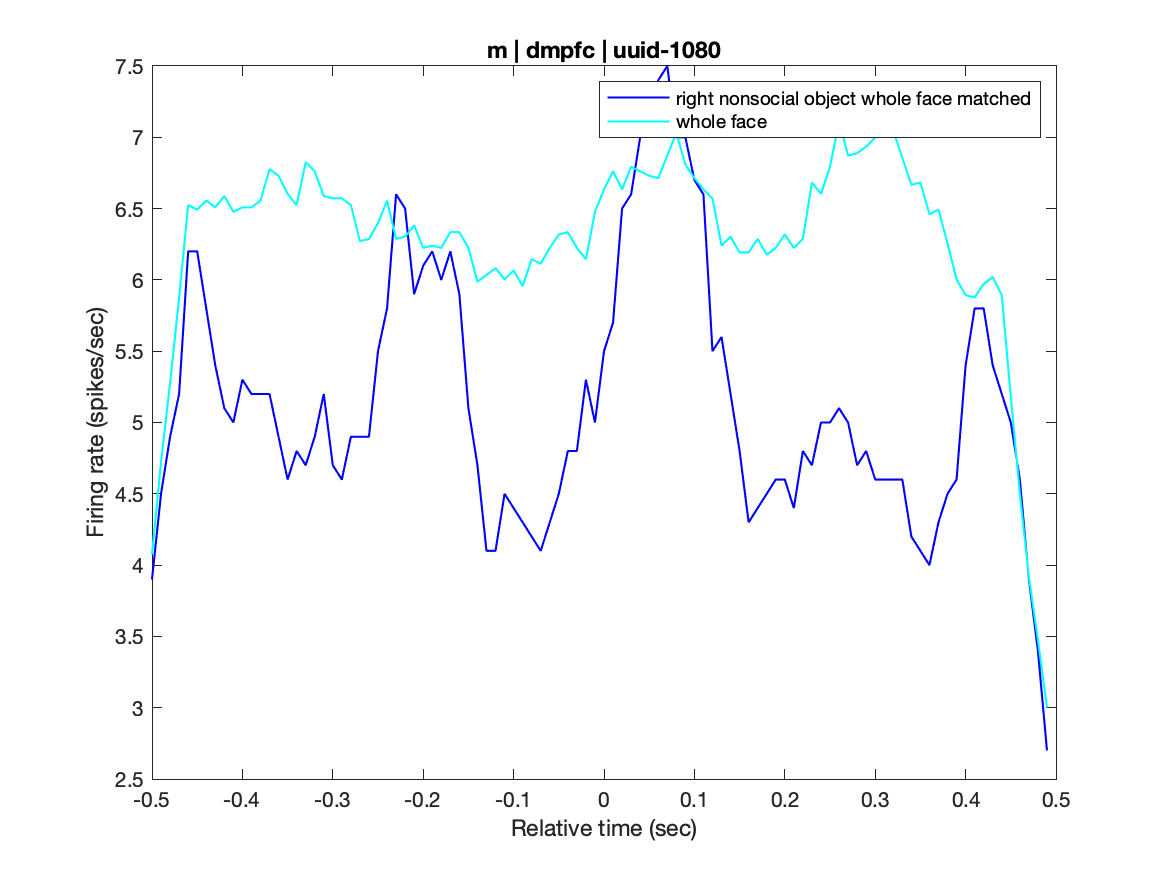 m | dmpfc | uuid-1080
7.5
right nonsocial object whole face matched
whole face
7
6.5
6
5.5
5
4.5
4
3.5
3
2.5
Firing rate (spikes/sec)
-0.5 -0.4 -0.3 -0.2 -0.1 0 0.1 0.2 0.3 0.4 0.5
Relative time (sec)